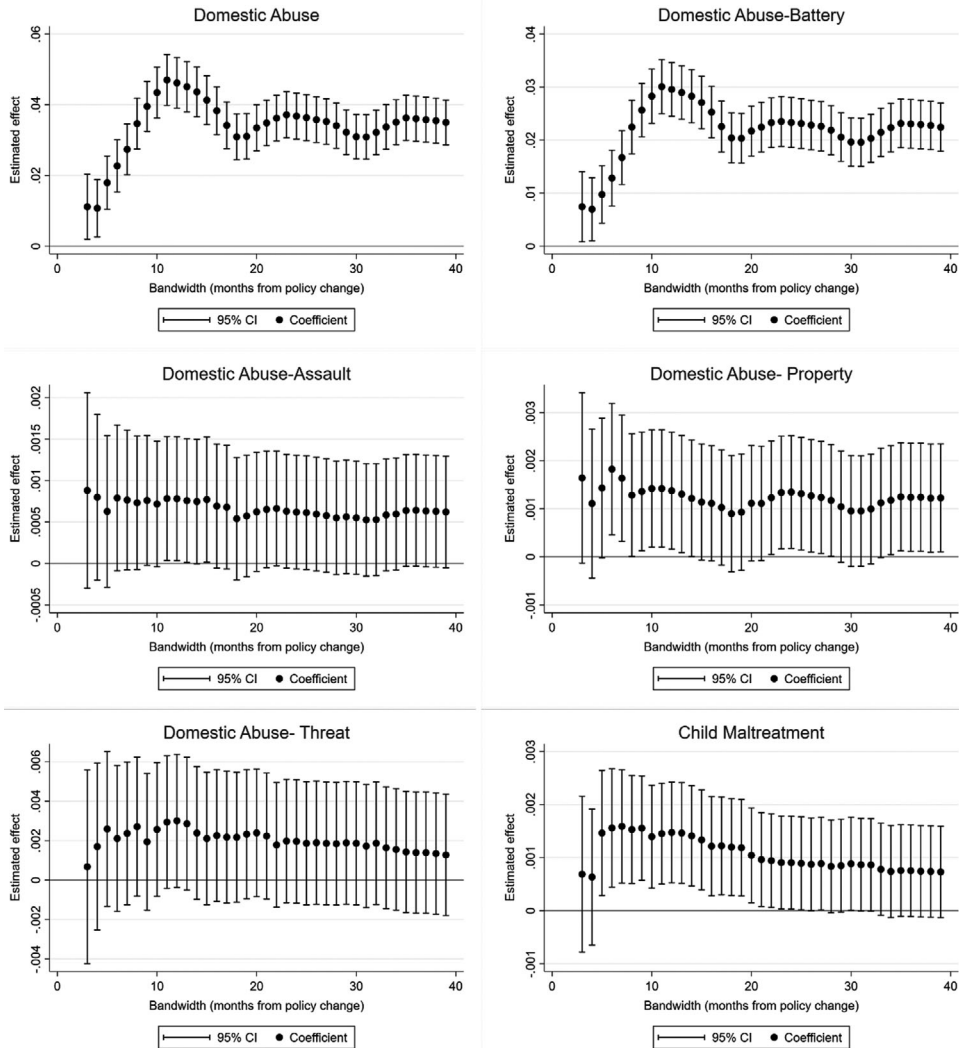 Domestic Abuse
Estimated effect
.06
.04
.02
0
0 10 20 30 40
Bandwidth (months from policy change)
95% CI Coefficient
Domestic Abuse-Battery
Estimated effect
.04
.03
.02
.01
0
0 10 20 30 40
Bandwidth (months from policy change)
95% CI Coefficient
Domestic Abuse-Assault
Estimated effect
.002
.0015
.001
.0005
0
-.0005
0 10 20 30 40
Bandwidth (months from policy change)
95% CI Coefficient
Domestic Abuse- Property
Estimated effect
.003
.002
.001
0
-.001
0 10 20 30 40
Bandwidth (months from policy change)
95% CI Coefficient
Domestic Abuse- Threat
Estimated effect
.006
.004
.002
0
-.002
-.004
0 10 20 30 40
Bandwidth (months from policy change)
95% CI Coefficient
Child Maltreatment
Estimated effect
.003
.002
.001
0
-.001
0 10 20 30 40
Bandwidth (months from policy change)
95% CI Coefficient